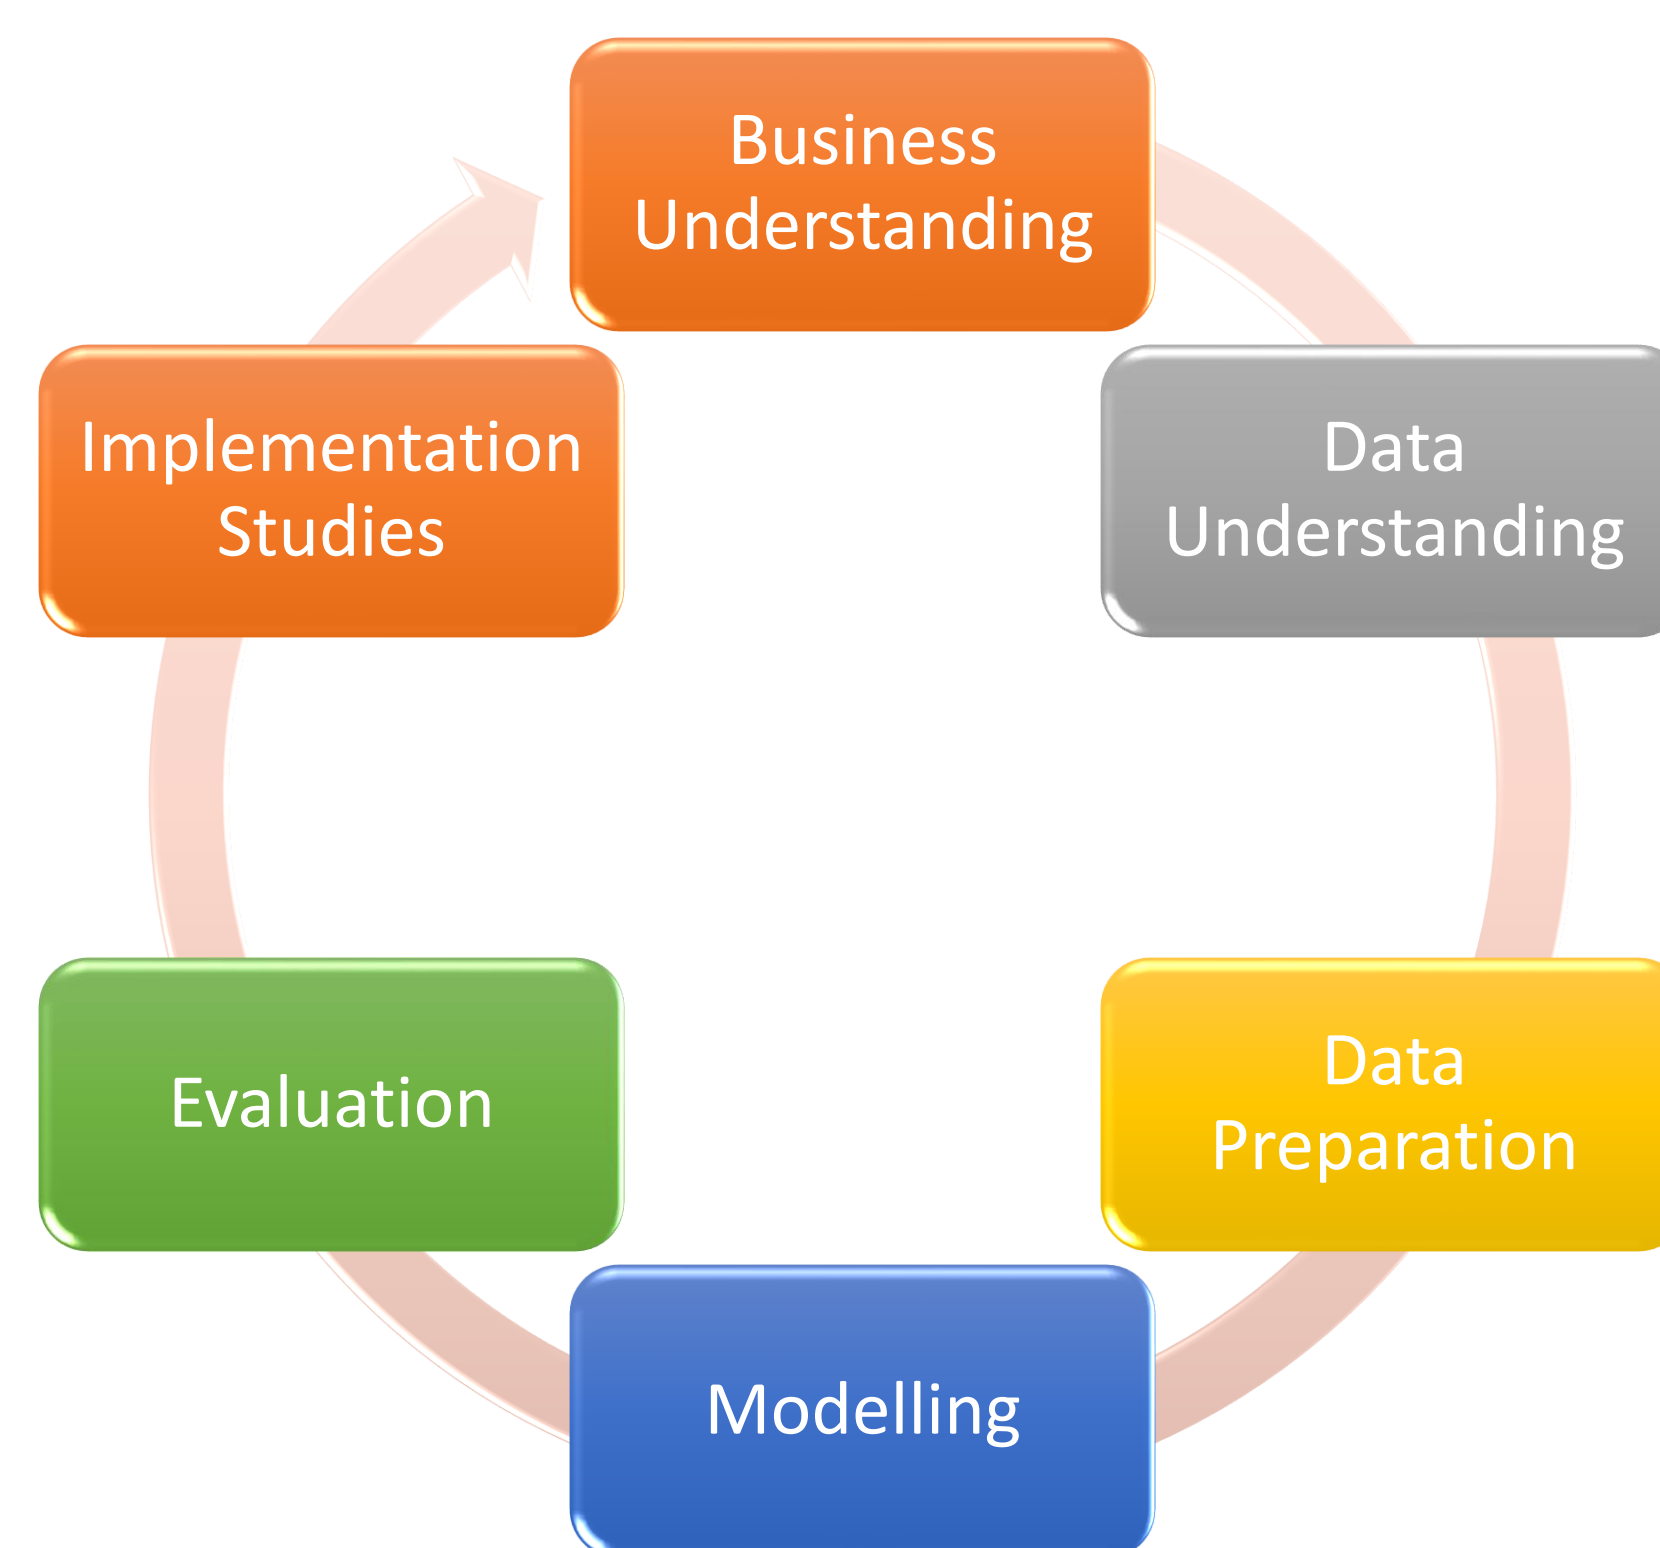 Business
Understanding
Data
Understanding
Data
Preparation
Modelling
Evaluation
Implementation
Studies